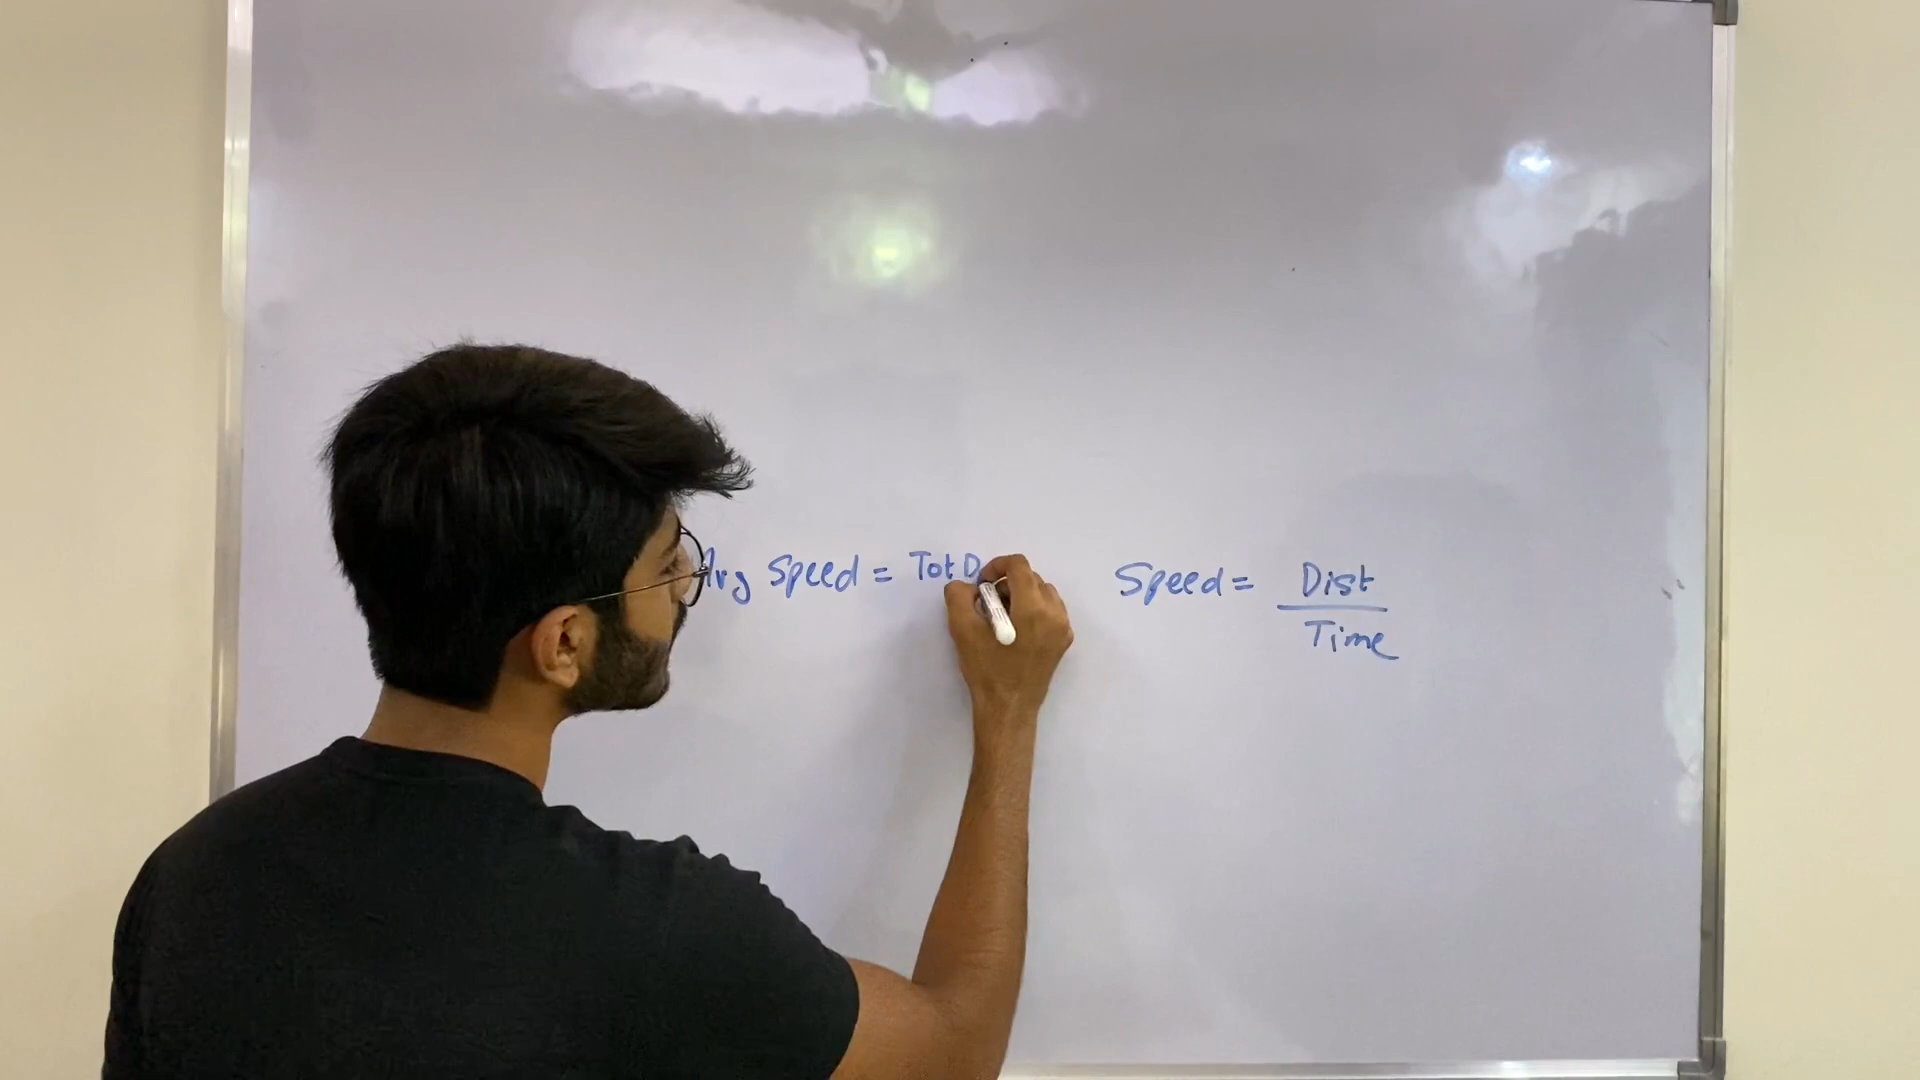 Avg Speed = Tot D
Speed = Dist
Time